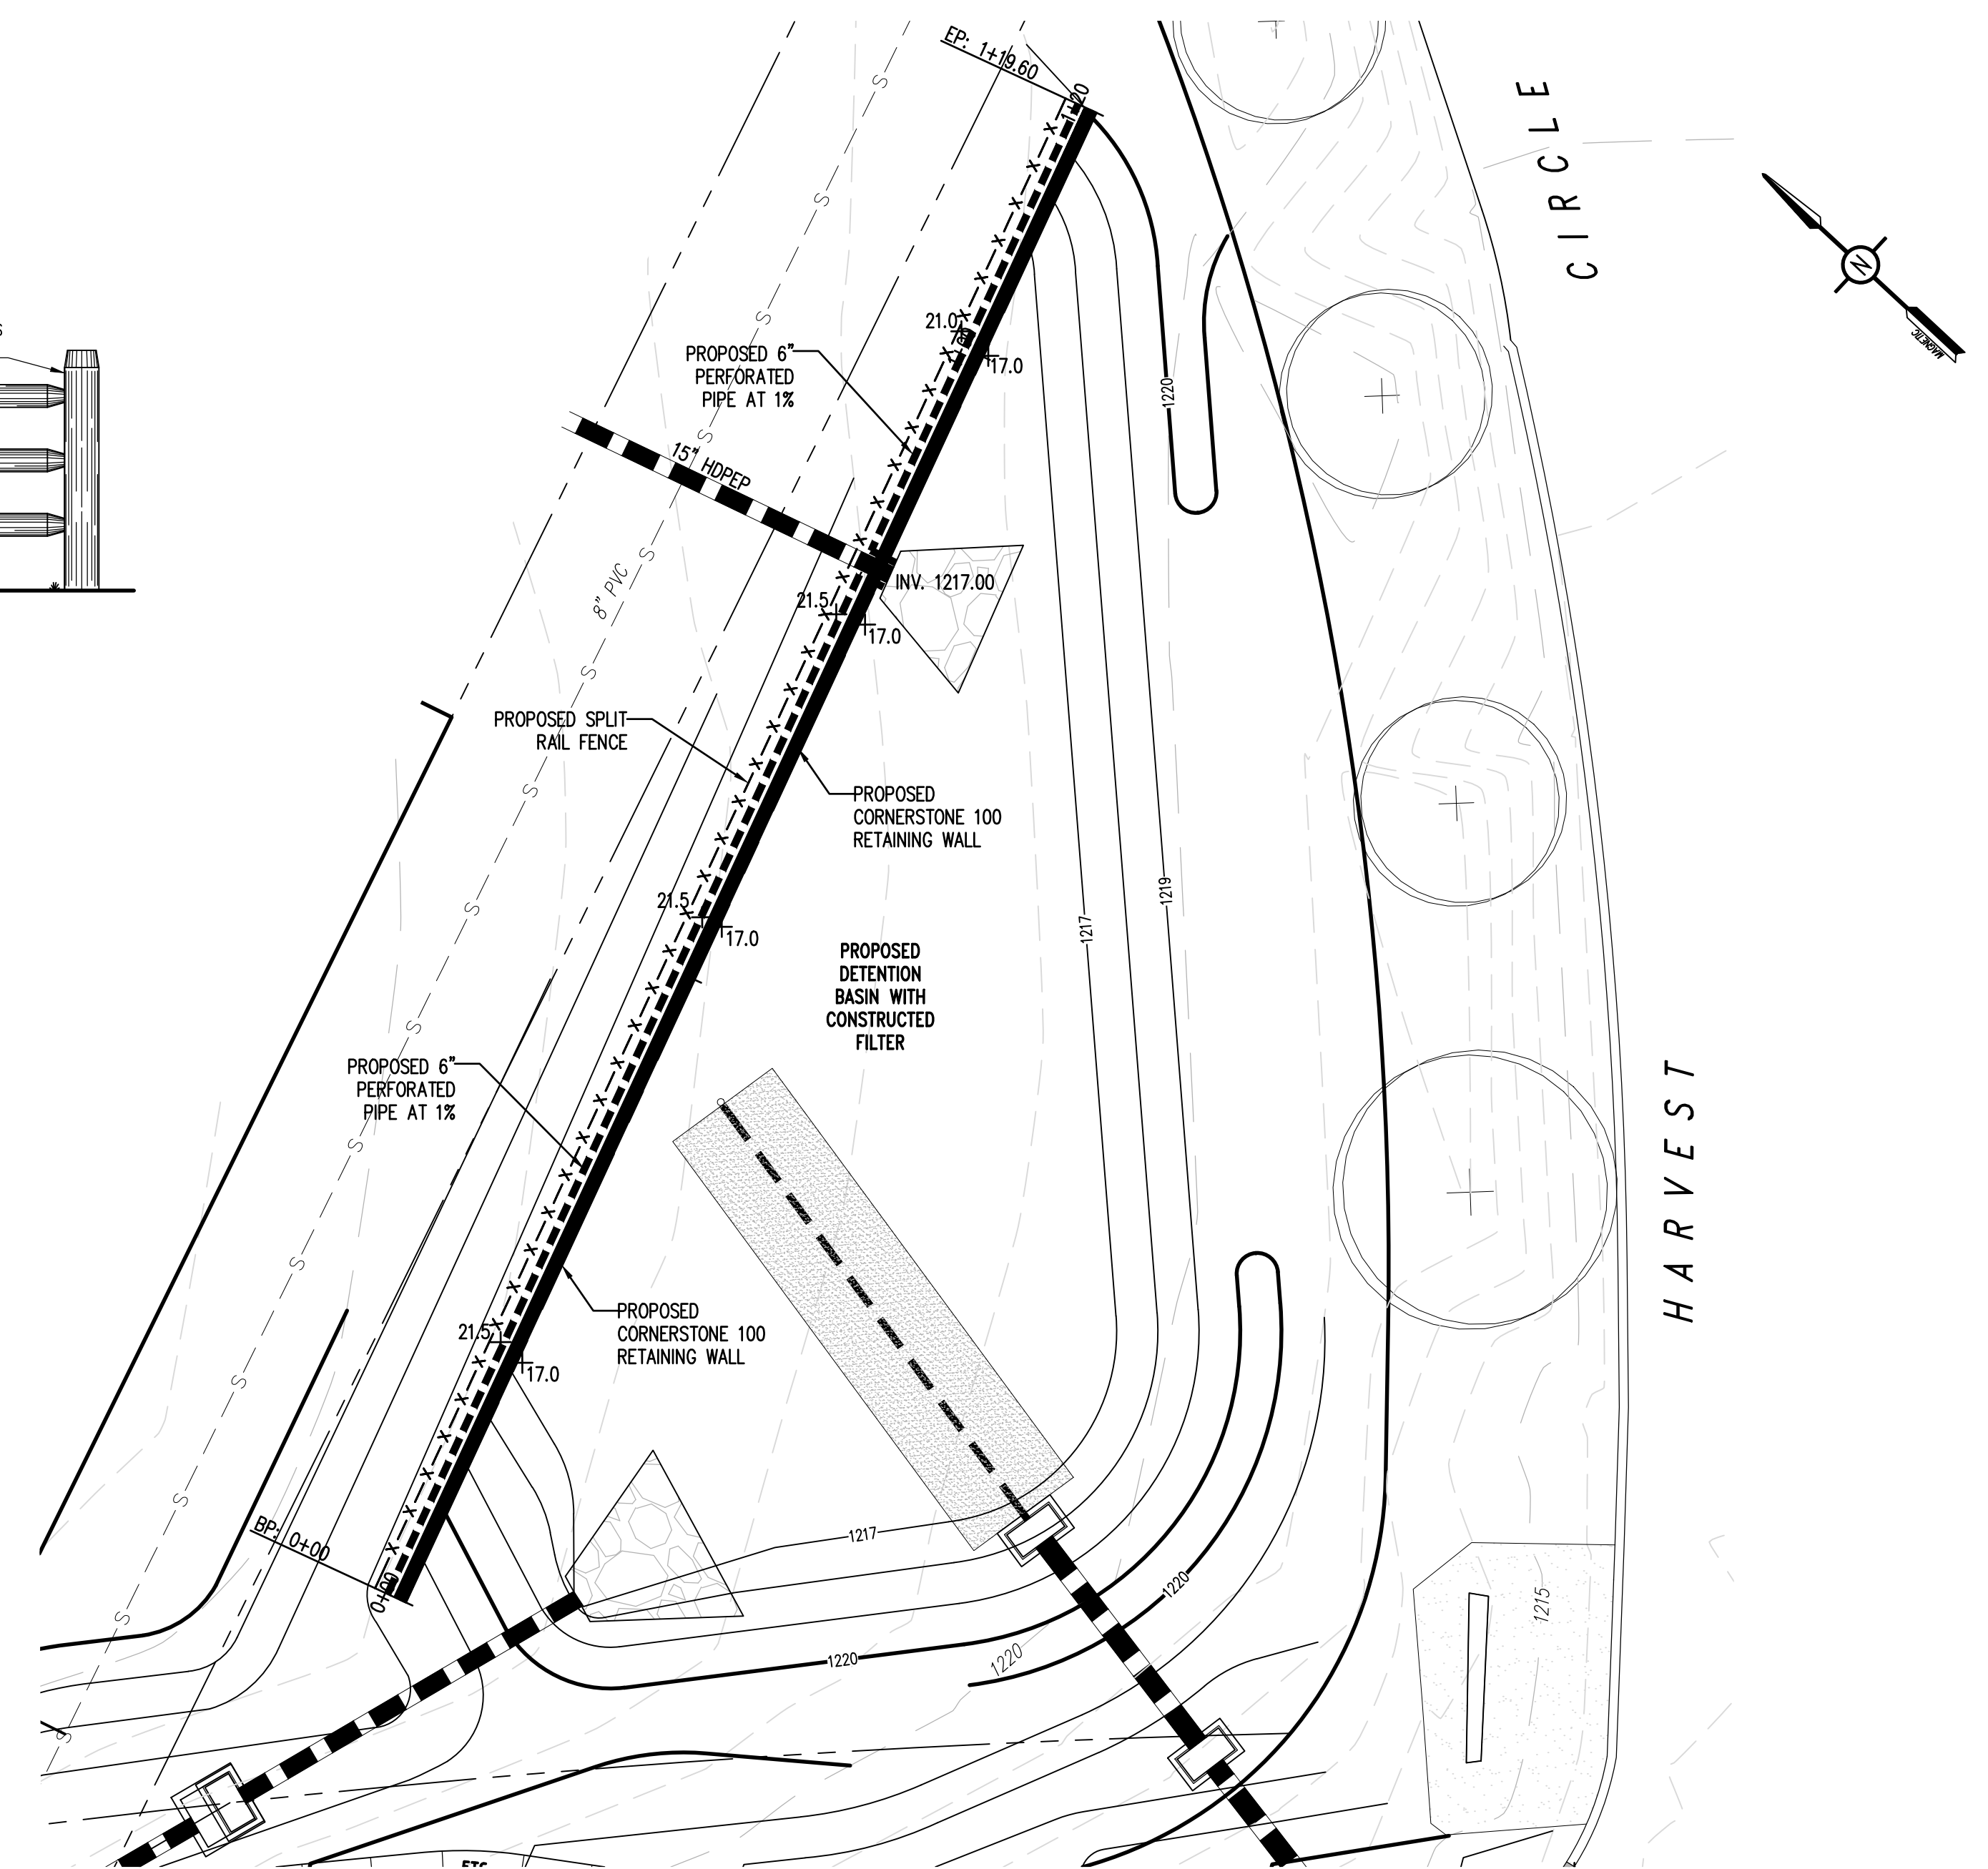 EP: 1+19.60
1+20
CIRCLE
N
MAGNETIC
S
S
S
S
21.0
1+00
17.0
PROPOSED 6"
PERFORATED
PIPE AT 1%
1220
15" HDPEP
S
S
INV. 1217.00
8" PVC
21.5
17.0
S
PROPOSED SPLIT
RAIL FENCE
S
PROPOSED
CORNERSTONE 100
RETAINING WALL
1219
1217
S
21.5
17.0
PROPOSED
DETENTION
BASIN WITH
CONSTRUCTED
FILTER
S
PROPOSED 6"
PERFORATED
PIPE AT 1%
HARVEST
S
S
PROPOSED
CORNERSTONE 100
RETAINING WALL
21.5
17.0
S
S
BP: 0+00
0+00
1217
1220
1215
S
1220
1220
S
ETC